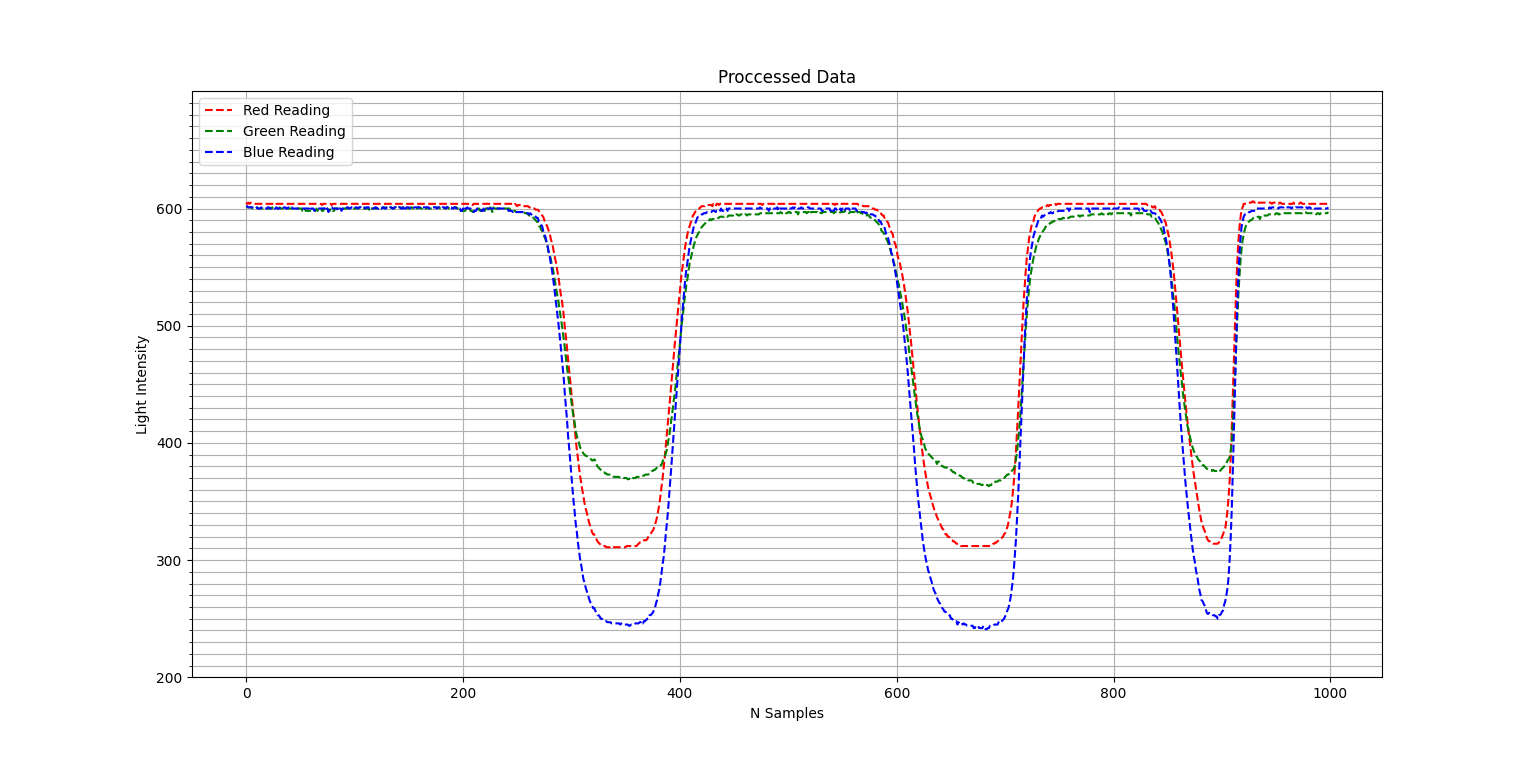 Proccessed Data
Red Reading
Green Reading
Blue Reading
600
500
400
300
200
Light Intensity
0 200 400 600 800 1000
N Samples